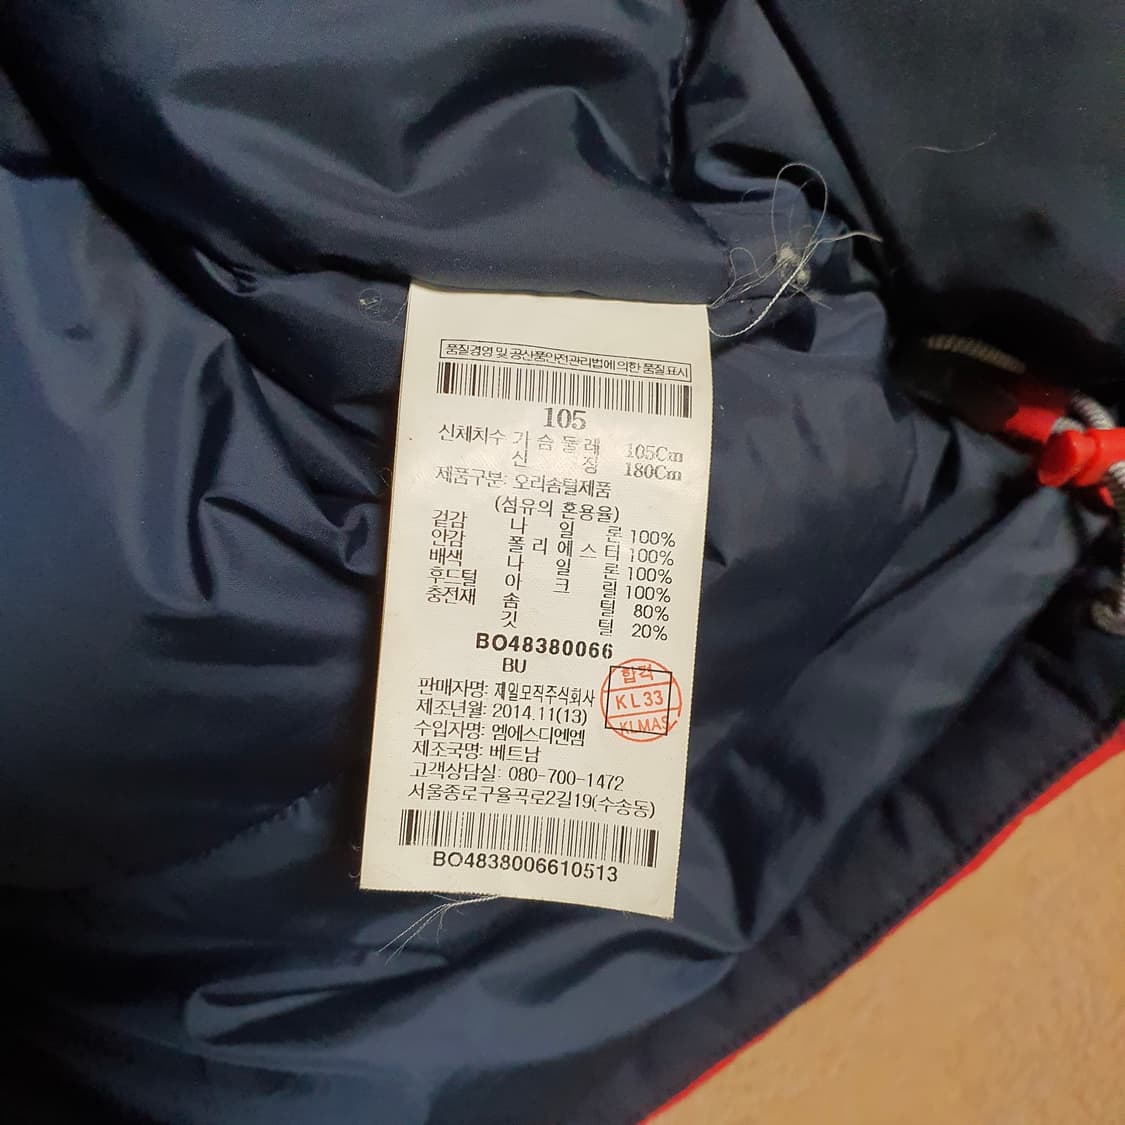 품질경영 및 공산품안전관리법에 의한 품질표시
105
신체치수 가 슴 둘 레 105Cm
신 장 180Cm
제품구분: 오리솜털제품
(섬유의 혼용율)
겉감 나 일 론 100%
안감 폴 리 에 스 터 100%
배색 나 일 론 100%
후드털 아 크 릴 100%
충전재 솜 털 80%
깃 털 20%
BO48380066
BU
합격
KL33
KLMAS
판매자명: 제일모직주식회사
제조년월: 2014.11(13)
수입자명: 엠에스디엔엠
제조국명: 베트남
고객상담실: 080-700-1472
서울종로구율곡로2길19(수송동)
BO4838006610513